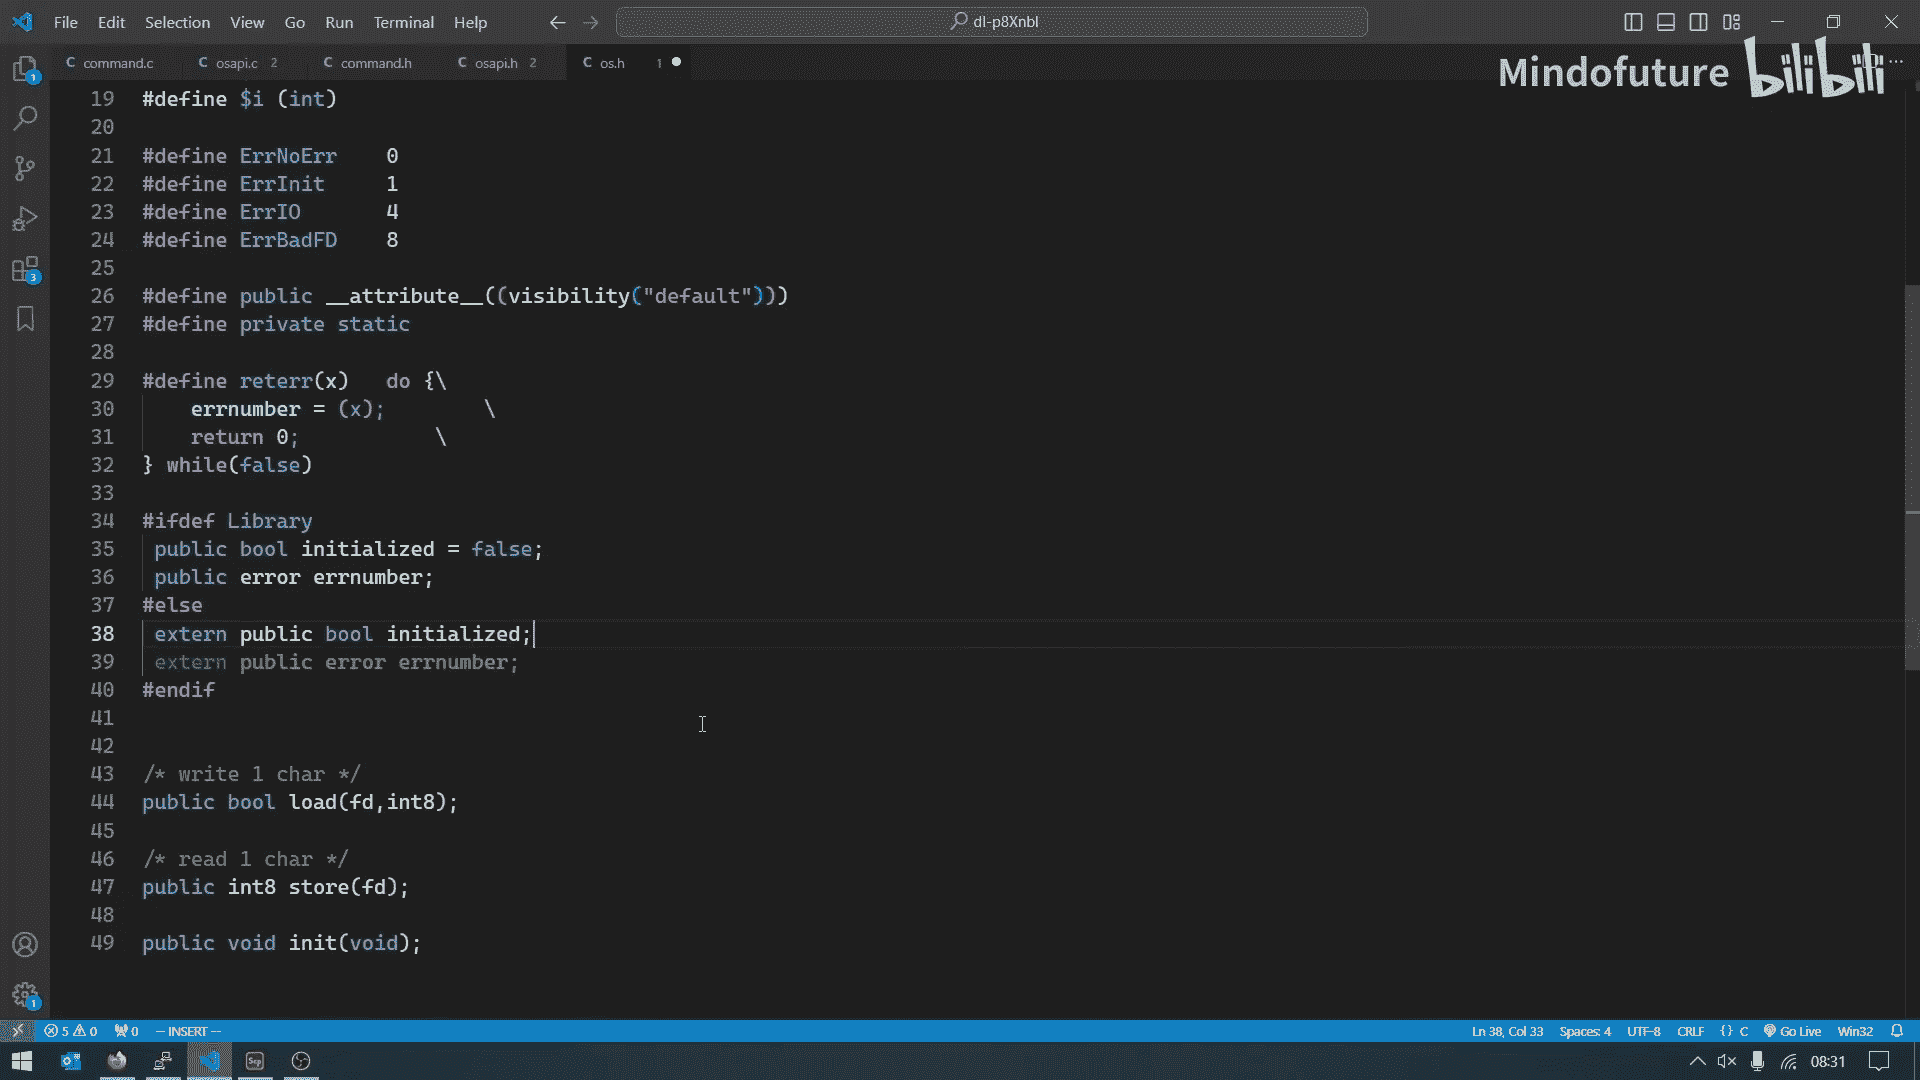 File Edit Selection View Go Run Terminal Help dl-p8Xnbl
C command.c C osapi.c 2 C command.h C osapi.h 2 C os.h 1
Mindofuture bilibili
19 #define $i (int)
20
21 #define ErrNoErr 0
22 #define ErrInit 1
23 #define ErrIO 4
24 #define ErrBadFD 8
25
26 #define public __attribute__((visibility("default")))
27 #define private static
28
29 #define reterr(x) do {\
30 errnumber = (x); \
31 return 0; \
32 } while(false)
33
34 #ifdef Library
35 public bool initialized = false;
36 public error errnumber;
37 #else
38 extern public bool initialized;
39 extern public error errnumber;
40 #endif
41
42
43 /* write 1 char */
44 public bool load(fd,int8);
45
46 /* read 1 char */
47 public int8 store(fd);
48
49 public void init(void);
1
3
1
5 0 0 -- INSERT -- Ln 38, Col 33 Spaces: 4 UTF-8 CRLF {} C Go Live Win32
Scp 08:31